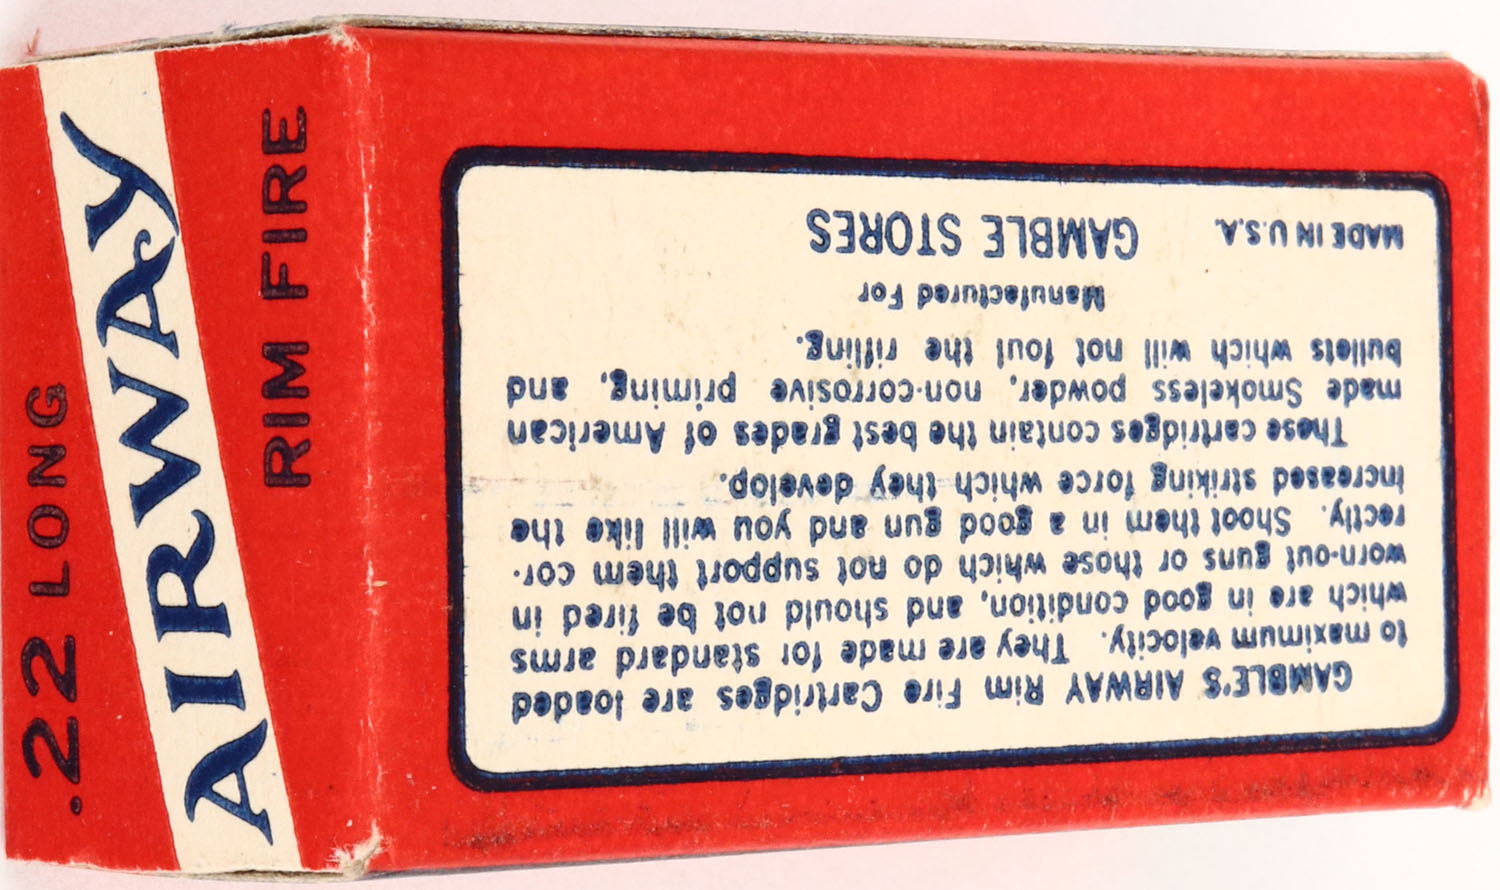 .22 LONG
AIRWAY
RIM FIRE
GAMBLE'S AIRWAY Rim Fire Cartridges are loaded
to maximum velocity. They are made for standard arms
which are in good condition, and should not be fired in
worn-out guns or those which do not support them cor-
rectly. Shoot them in a good gun and you will like the
increased striking force which they develop.
These cartridges contain the best grades of American
made Smokeless powder, non-corrosive priming, and
bullets which will not foul the rifling.
Manufactured For
MADE IN U.S.A. GAMBLE STORES